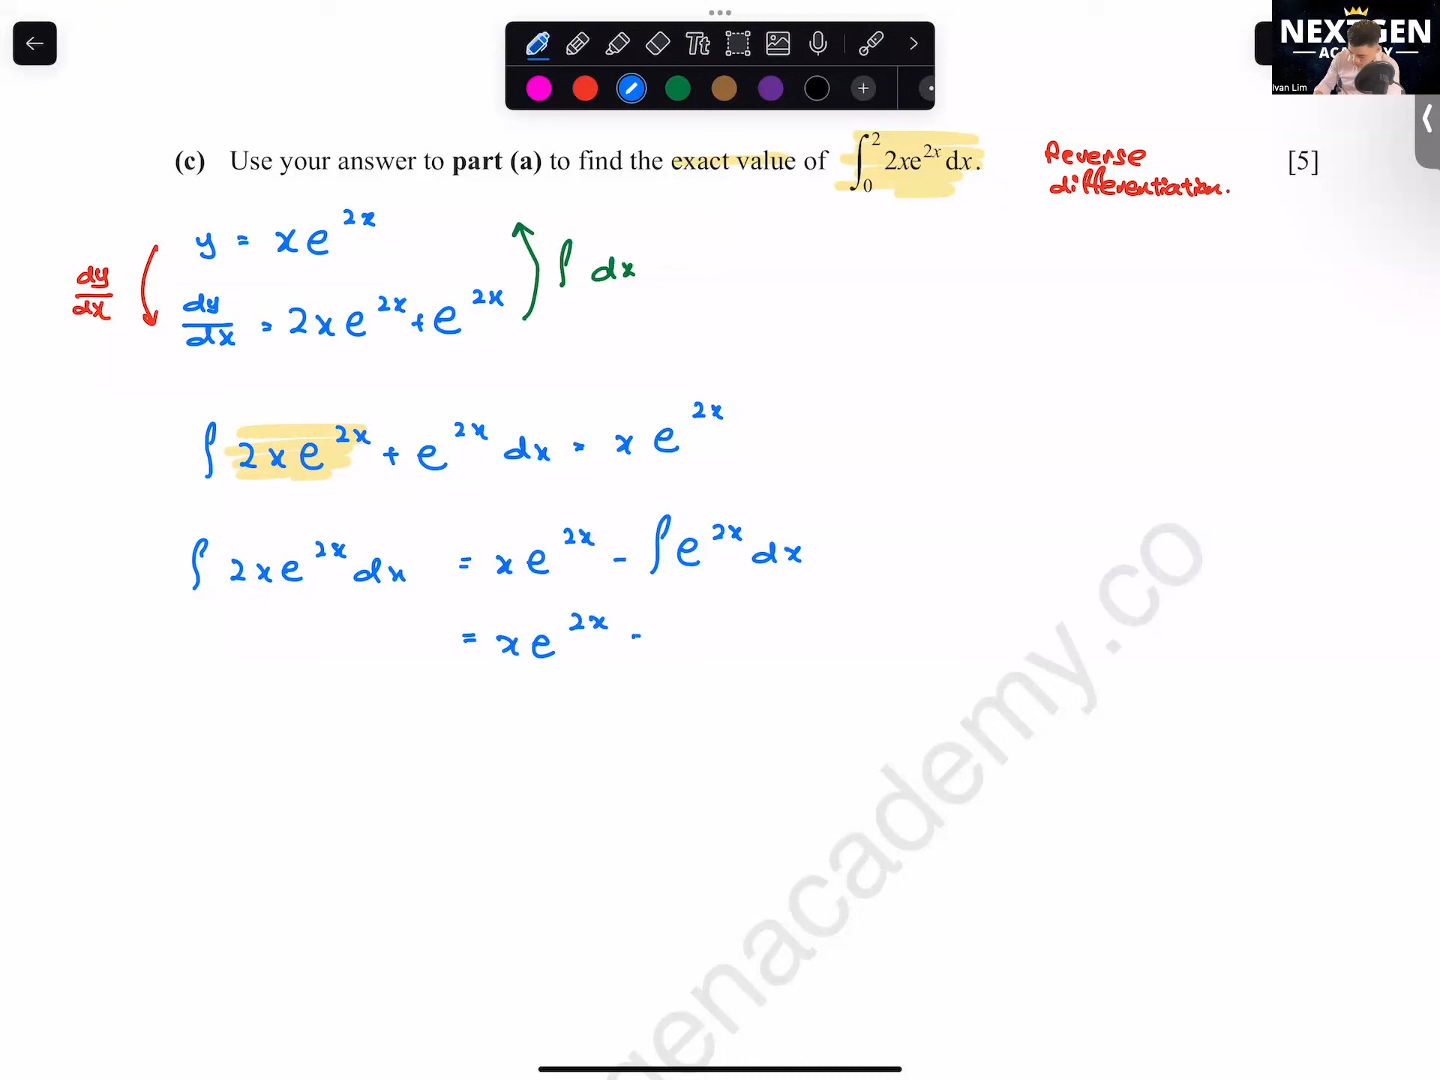 Tt
NEXTGEN
ACADEMY
Ivan Lim
(c) Use your answer to part (a) to find the exact value of ∫₀² 2xe^{2x} dx. [5]
Reverse
differentiation.
y = xe^{2x}
dy/dx
∫ dx
dy/dx = 2xe^{2x} + e^{2x}
∫ 2xe^{2x} + e^{2x} dx = xe^{2x}
∫ 2xe^{2x} dx = xe^{2x} - ∫ e^{2x} dx
= xe^{2x} -
genacademy.co